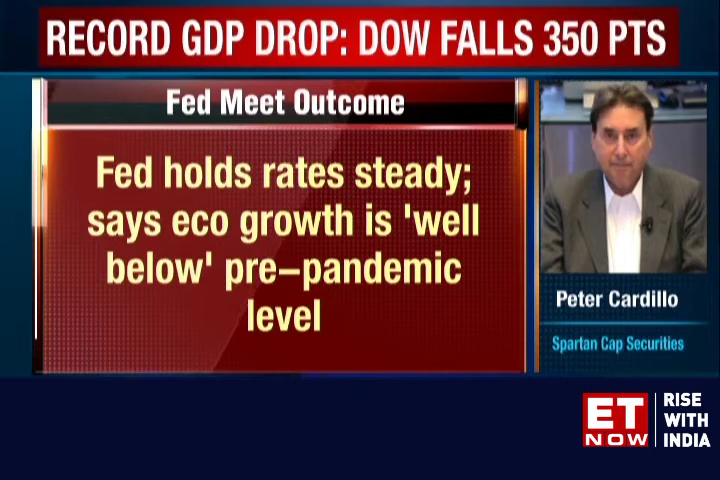 RECORD GDP DROP: DOW FALLS 350 PTS
Fed Meet Outcome
Fed holds rates steady;
says eco growth is 'well
below' pre–pandemic
level
Peter Cardillo
Spartan Cap Securities
ET
NOW
RISE
WITH
INDIA